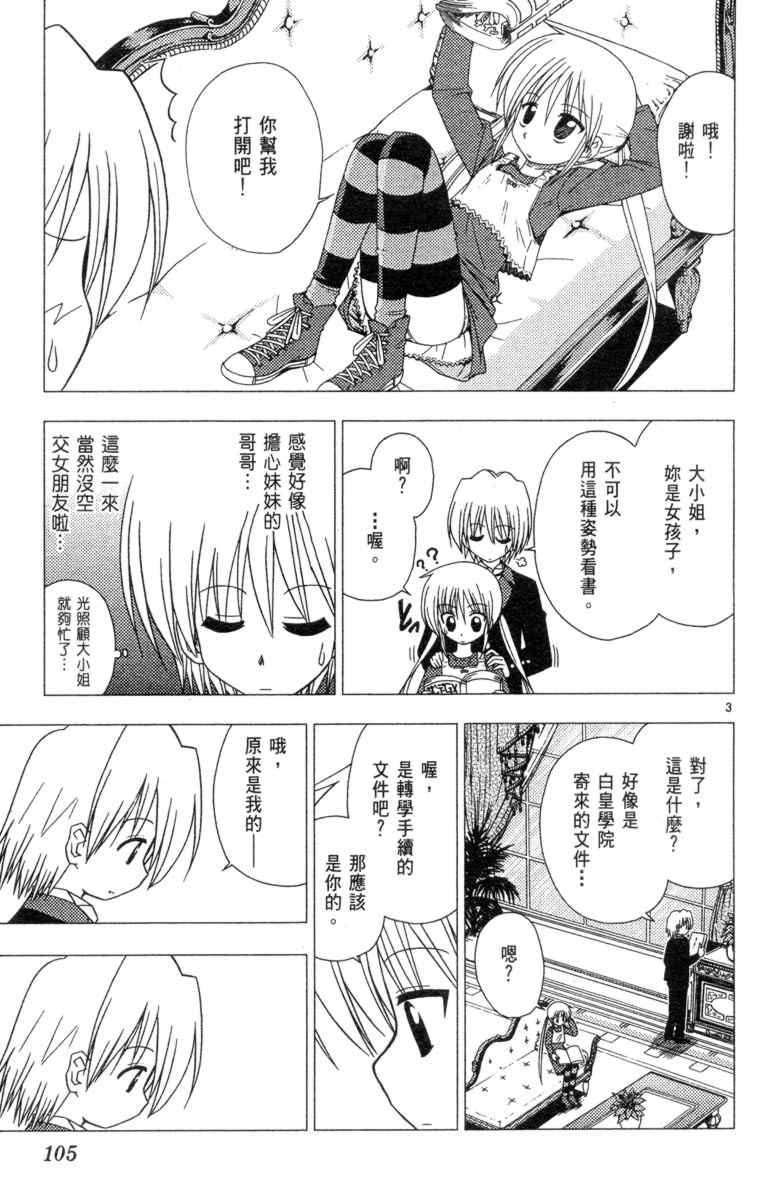 哦！
謝啦！
你幫我
打開吧！
大小姐，
妳是女孩子，
不可以
用這種姿勢看書。
啊？
…喔。
??
感覺好像
擔心妹妹的
哥哥…
這麼一來
當然沒空
交女朋友啦…
光照顧大小姐
就夠忙了…
3
對了，
這是什麼？
好像是
白皇學院
寄來的文件…
嗯？
喔，
是轉學手續的
文件吧？
那應該
是你的。
哦，
原來是我的—
105